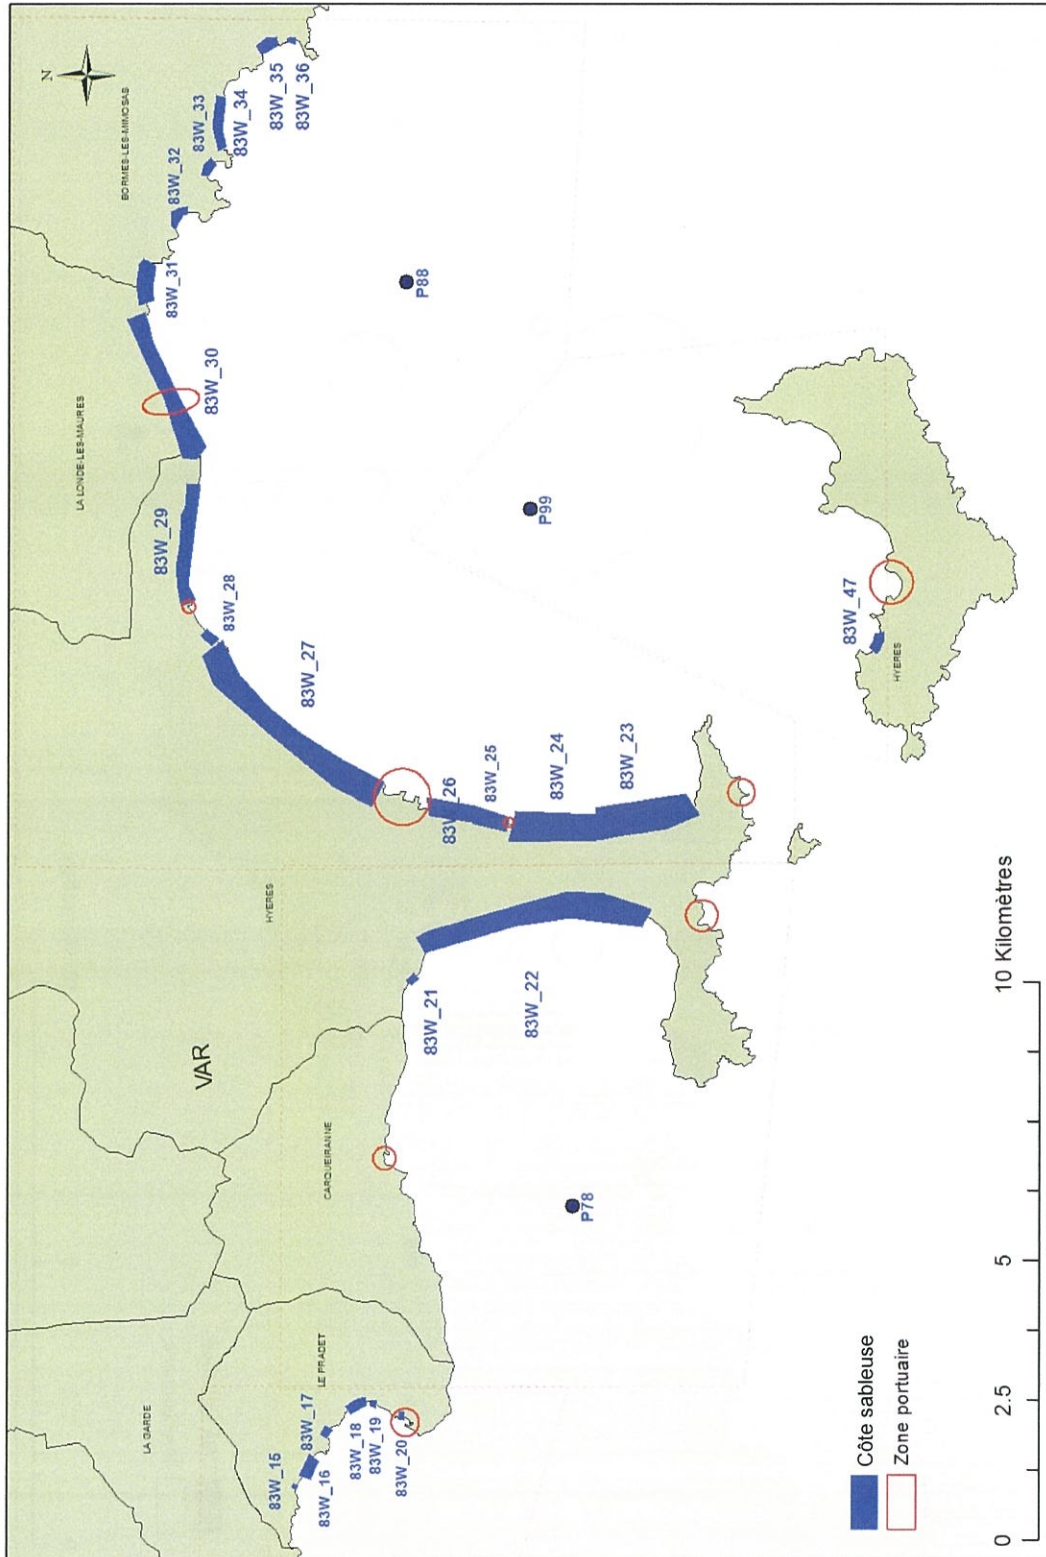 N
BORMES-LES-MIMOSAS
LA LONDE-LES-MAURES
LA GARDE
VAR
HYERES
CARQUEIRANNE
LE PRADET
83W_15
83W_16
83W_17
83W_18
83W_19
83W_20
83W_21
83W_22
83W_23
83W_24
83W_25
83W_26
83W_27
83W_28
83W_29
83W_30
83W_31
83W_32
83W_33
83W_34
83W_35
83W_36
83W_47
HYERES
P78
P99
P88
Côte sableuse
Zone portuaire
0 2.5 5 10 Kilomètres